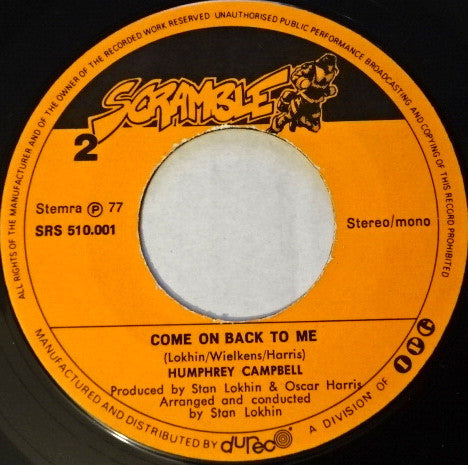 ALL RIGHTS OF THE MANUFACTURER AND OF THE OWNER OF THE RECORDED WORK RESERVED UNAUTHORISED PUBLIC PERFORMANCE BROADCASTING AND COPYING OF THIS RECORD PROHIBITED
SCRAMBLE
2
Stemra Ⓟ 77
SRS 510.001
Stereo/mono
COME ON BACK TO ME
(Lokhin/Wielkens/Harris)
HUMPHREY CAMPBELL
Produced by Stan Lokhin & Oscar Harris
Arranged and conducted
by Stan Lokhin
MANUFACTURED AND DISTRIBUTED BY dureco A DIVISION OF